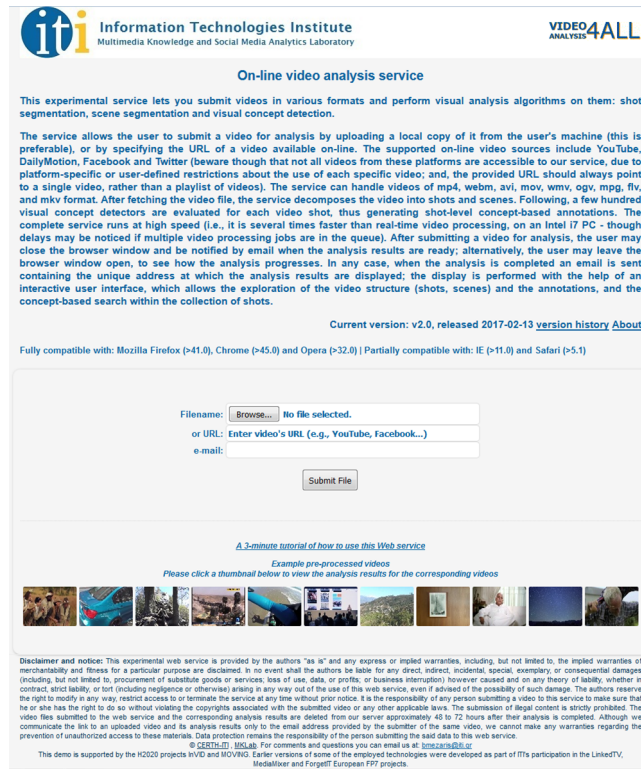 iti Information Technologies Institute
Multimedia Knowledge and Social Media Analytics Laboratory
VIDEO ANALYSIS 4ALL
On-line video analysis service
This experimental service lets you submit videos in various formats and perform visual analysis algorithms on them: shot
segmentation, scene segmentation and visual concept detection.
The service allows the user to submit a video for analysis by uploading a local copy of it from the user's machine (this is
preferable), or by specifying the URL of a video available on-line. The supported on-line video sources include YouTube,
DailyMotion, Facebook and Twitter (beware though that not all videos from these platforms are accessible to our service, due to
platform-specific or user-defined restrictions about the use of each specific video; and, the provided URL should always point
to a single video, rather than a playlist of videos). The service can handle videos of mp4, webm, avi, mov, wmv, ogv, mpg, flv,
and mkv format. After fetching the video file, the service decomposes the video into shots and scenes. Following, a few hundred
visual concept detectors are evaluated for each video shot, thus generating shot-level concept-based annotations. The
complete service runs at high speed (i.e., it is several times faster than real-time video processing, on an Intel i7 PC - though
delays may be noticed if multiple video processing jobs are in the queue). After submitting a video for analysis, the user may
close the browser window and be notified by email when the analysis results are ready; alternatively, the user may leave the
browser window open, to see how the analysis progresses. In any case, when the analysis is completed an email is sent
containing the unique address at which the analysis results are displayed; the display is performed with the help of an
interactive user interface, which allows the exploration of the video structure (shots, scenes) and the annotations, and the
concept-based search within the collection of shots.
Current version: v2.0, released 2017-02-13 version history About
Fully compatible with: Mozilla Firefox (>41.0), Chrome (>45.0) and Opera (>32.0) | Partially compatible with: IE (>11.0) and Safari (>5.1)
Filename: Browse... No file selected.
or URL: Enter video's URL (e.g., YouTube, Facebook...)
e-mail:
Submit File
A 3-minute tutorial of how to use this Web service
Example pre-processed videos
Please click a thumbnail below to view the analysis results for the corresponding videos
Disclaimer and notice: This experimental web service is provided by the authors "as is" and any express or implied warranties, including, but not limited to, the implied warranties of
merchantability and fitness for a particular purpose are disclaimed. In no event shall the authors be liable for any direct, indirect, incidental, special, exemplary, or consequential damages
(including, but not limited to, procurement of substitute goods or services; loss of use, data, or profits; or business interruption) however caused and on any theory of liability, whether in
contract, strict liability, or tort (including negligence or otherwise) arising in any way out of the use of this web service, even if advised of the possibility of such damage. The authors reserve
the right to modify in any way, restrict access to or terminate the service at any time without prior notice. It is the responsibility of any person submitting a video to this service to make sure that
he or she has the right to do so without violating the copyrights associated with the submitted video or any other applicable laws. The submission of illegal content is strictly prohibited. The
video files submitted to the web service and the corresponding analysis results are deleted from our server approximately 48 to 72 hours after their analysis is completed. Although we
communicate the link to an uploaded video and its analysis results only to the email address provided by the submitter of the same video, we cannot make any warranties regarding the
prevention of unauthorized access to these materials. Data protection remains the responsibility of the person submitting the said data to this web service.
© CERTH-ITI , MKLab. For comments and questions you can email us at: bmezaris@iti.gr
This demo is supported by the H2020 projects InVID and MOVING. Earlier versions of some of the employed technologies were developed as part of ITI's participation in the LinkedTV,
MediaMixer and ForgetIT European FP7 projects.